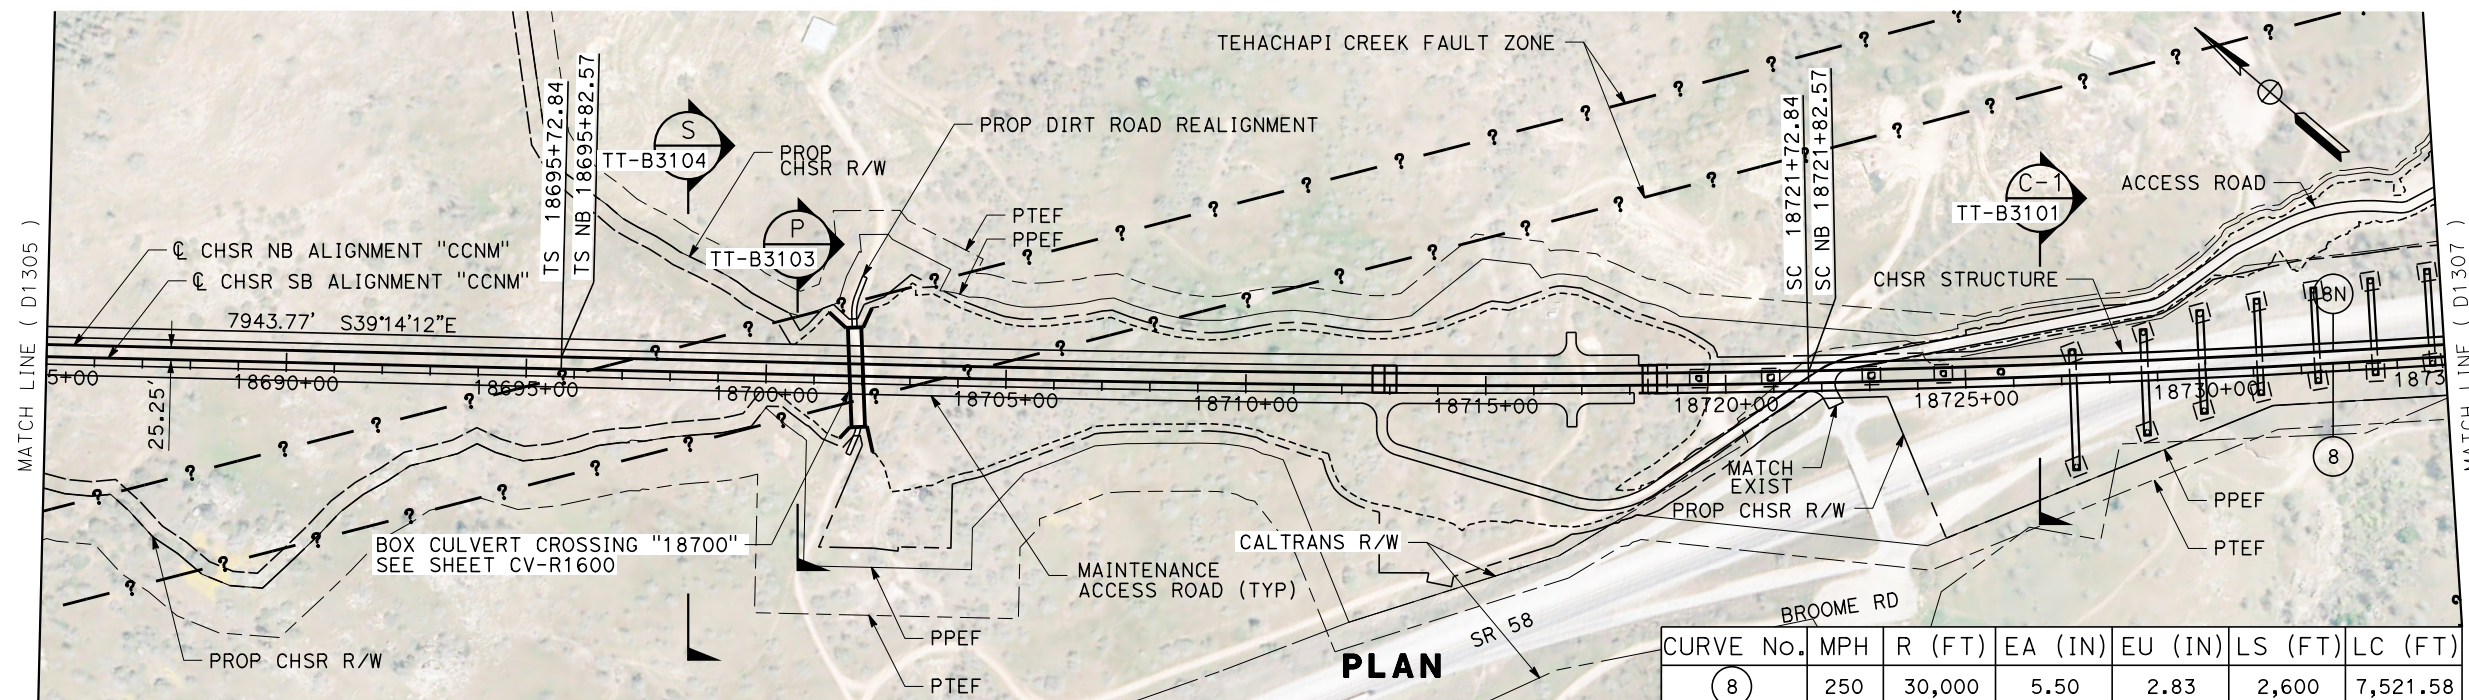 TEHACHAPI CREEK FAULT ZONE
TS 18695+72.84
TS NB 18695+82.57
S
TT-B3104
PROP
CHSR R/W
PROP DIRT ROAD REALIGNMENT
SC 18721+72.84
SC NB 18721+82.57
C-1
TT-B3101
ACCESS ROAD
P
TT-B3103
PTEF
PPEF
℄ CHSR NB ALIGNMENT "CCNM"
℄ CHSR SB ALIGNMENT "CCNM"
CHSR STRUCTURE
18N
7943.77' S39°14'12"E
MATCH LINE ( D1305 )
MATCH LINE ( D1307 )
5+00
18690+00
18695+00
18700+00
18705+00
18710+00
18715+00
18720+00
18725+00
18730+00
1873
25.25'
8
MATCH
EXIST
PROP CHSR R/W
PPEF
PTEF
BOX CULVERT CROSSING "18700"
SEE SHEET CV-R1600
CALTRANS R/W
MAINTENANCE
ACCESS ROAD (TYP)
BROOME RD
SR 58
PPEF
PTEF
PROP CHSR R/W
PLAN
CURVE No. MPH R (FT) EA (IN) EU (IN) LS (FT) LC (FT)
8 250 30,000 5.50 2.83 2,600 7,521.58